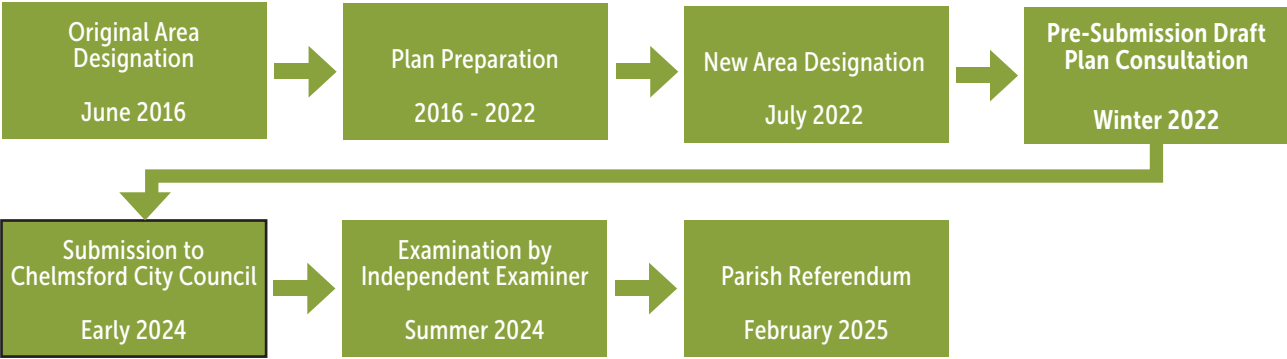 Original Area
Designation
June 2016
Plan Preparation
2016 - 2022
New Area Designation
July 2022
Pre-Submission Draft
Plan Consultation
Winter 2022
Submission to
Chelmsford City Council
Early 2024
Examination by
Independent Examiner
Summer 2024
Parish Referendum
February 2025